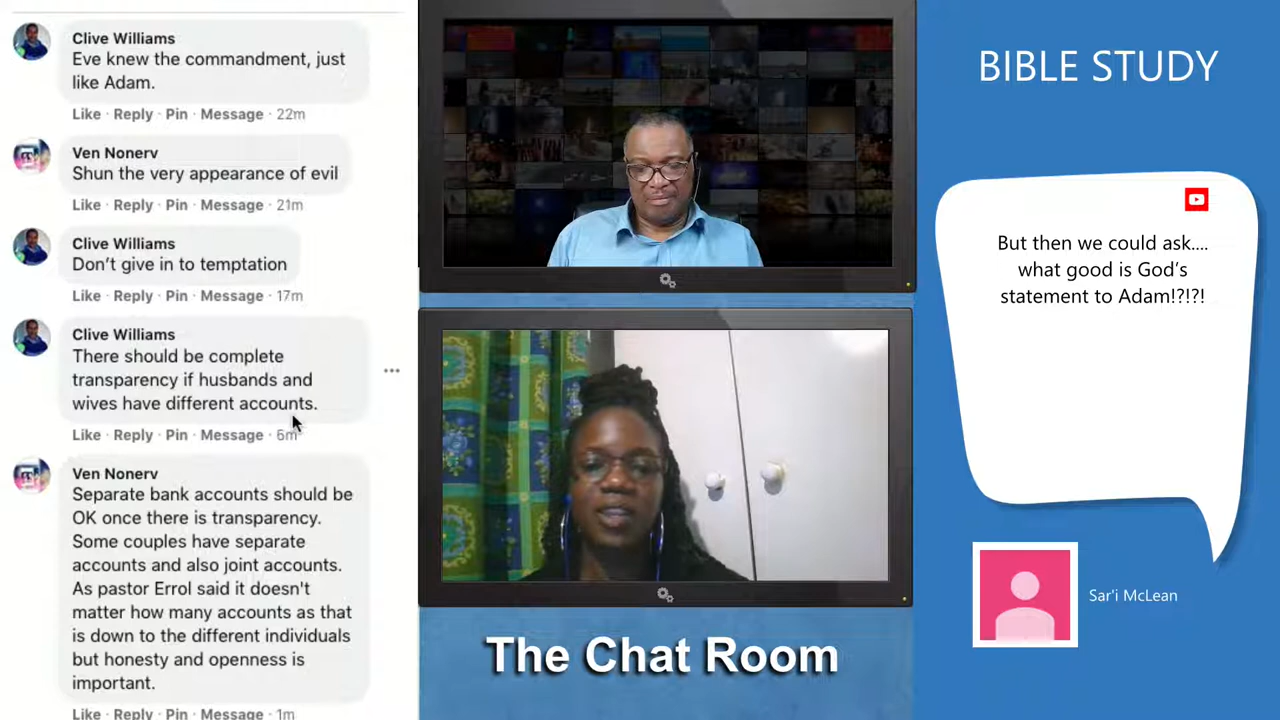 Clive Williams
Eve knew the commandment, just
like Adam.
Like · Reply · Pin · Message · 22m
Ven Nonerv
Shun the very appearance of evil
Like · Reply · Pin · Message · 21m
Clive Williams
Don’t give in to temptation
Like · Reply · Pin · Message · 17m
Clive Williams
There should be complete
transparency if husbands and
wives have different accounts.
Like · Reply · Pin · Message · 6m
Ven Nonerv
Separate bank accounts should be
OK once there is transparency.
Some couples have separate
accounts and also joint accounts.
As pastor Errol said it doesn't
matter how many accounts as that
is down to the different individuals
but honesty and openness is
important.
Like · Reply · Pin · Message · 1m
The Chat Room
BIBLE STUDY
But then we could ask....
what good is God’s
statement to Adam!?!?!
Sar'i McLean